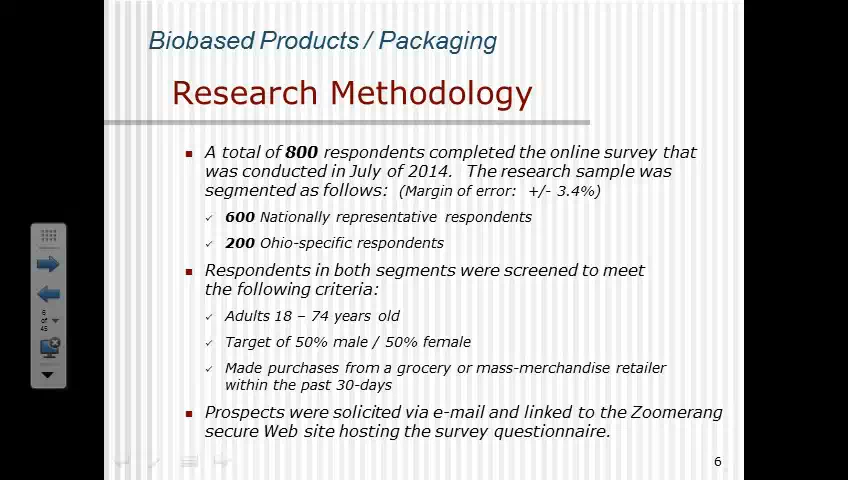 Biobased Products / Packaging
Research Methodology
A total of 800 respondents completed the online survey that
was conducted in July of 2014. The research sample was
segmented as follows: (Margin of error: +/- 3.4%)
600 Nationally representative respondents
200 Ohio-specific respondents
Respondents in both segments were screened to meet
the following criteria:
Adults 18 – 74 years old
Target of 50% male / 50% female
Made purchases from a grocery or mass-merchandise retailer
within the past 30-days
Prospects were solicited via e-mail and linked to the Zoomerang
secure Web site hosting the survey questionnaire.
6
8
of
45